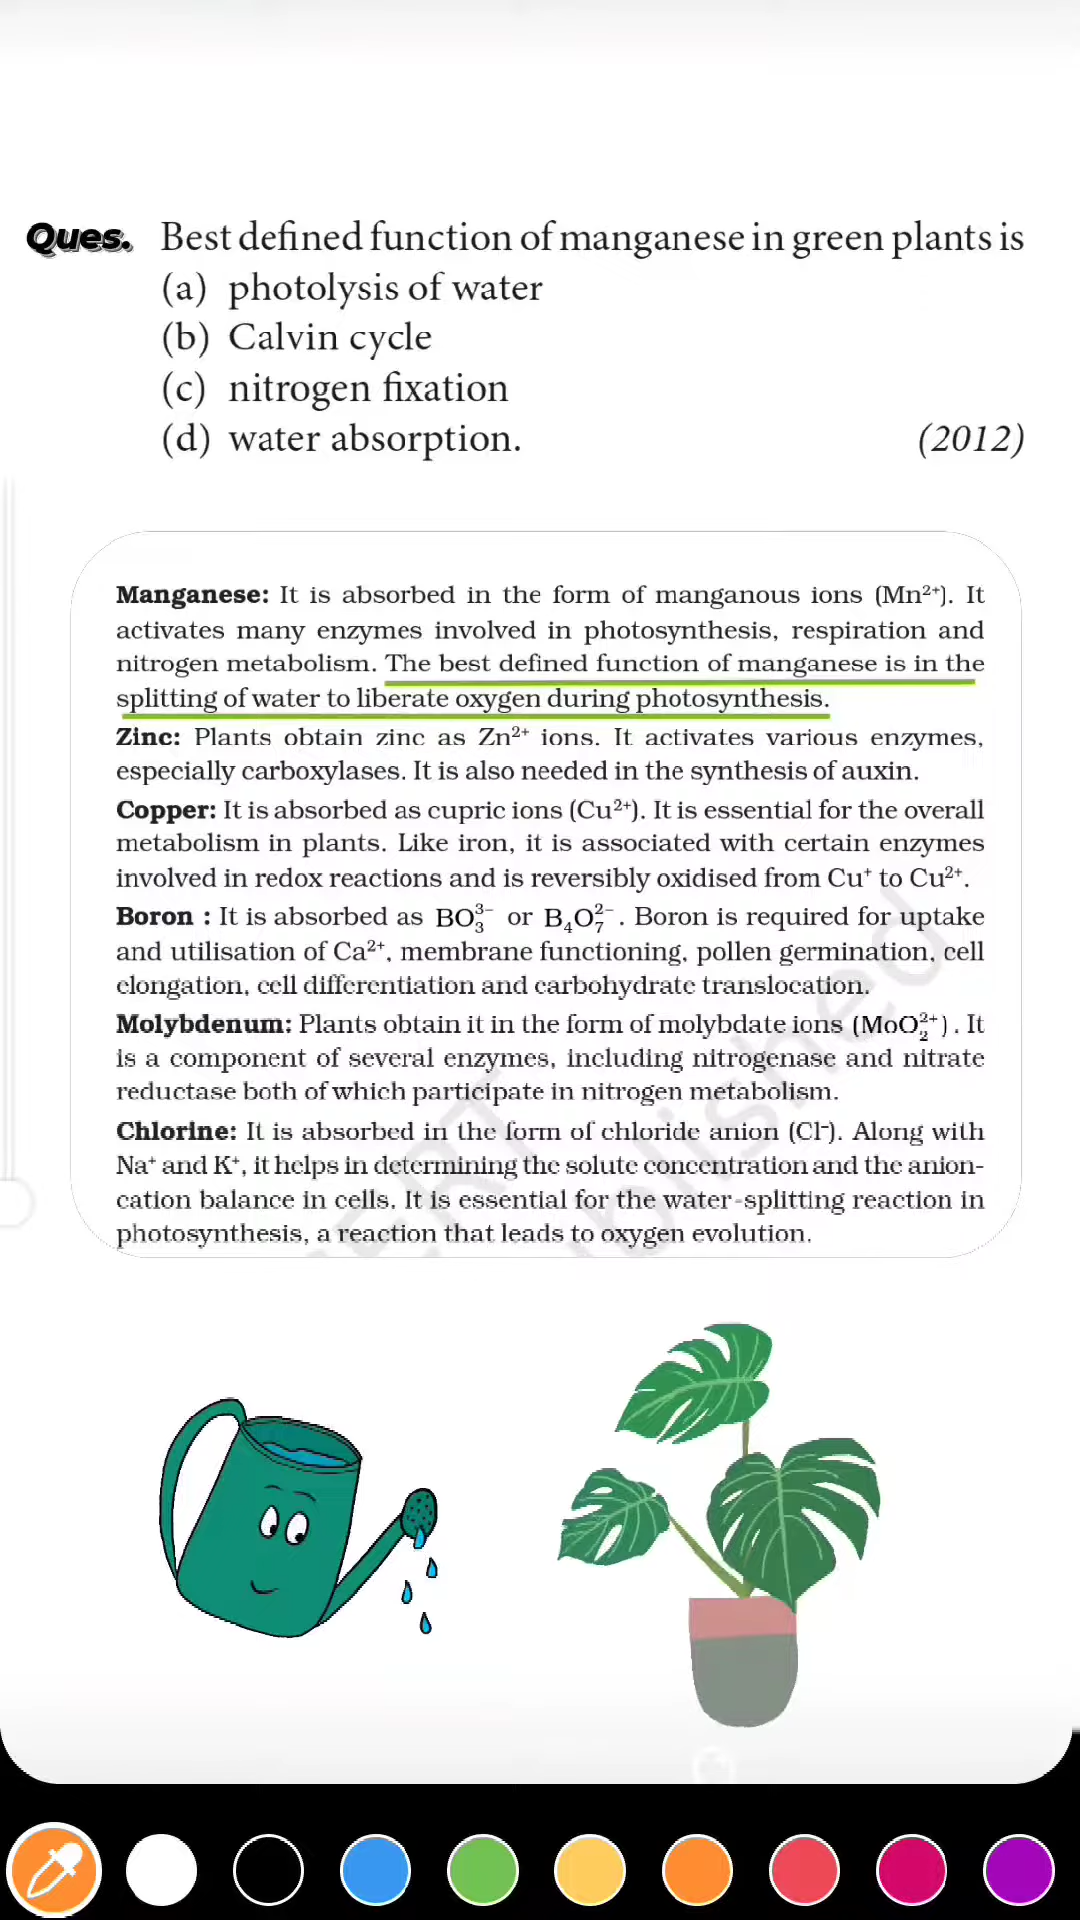 Ques. Best defined function of manganese in green plants is
(a) photolysis of water
(b) Calvin cycle
(c) nitrogen fixation
(d) water absorption. (2012)
Manganese: It is absorbed in the form of manganous ions (Mn²⁺). It
activates many enzymes involved in photosynthesis, respiration and
nitrogen metabolism. The best defined function of manganese is in the
splitting of water to liberate oxygen during photosynthesis.
Zinc: Plants obtain zinc as Zn²⁺ ions. It activates various enzymes,
especially carboxylases. It is also needed in the synthesis of auxin.
Copper: It is absorbed as cupric ions (Cu²⁺). It is essential for the overall
metabolism in plants. Like iron, it is associated with certain enzymes
involved in redox reactions and is reversibly oxidised from Cu⁺ to Cu²⁺.
Boron : It is absorbed as BO₃³⁻ or B₄O₇²⁻. Boron is required for uptake
and utilisation of Ca²⁺, membrane functioning, pollen germination, cell
elongation, cell differentiation and carbohydrate translocation.
Molybdenum: Plants obtain it in the form of molybdate ions (MoO₂²⁺). It
is a component of several enzymes, including nitrogenase and nitrate
reductase both of which participate in nitrogen metabolism.
Chlorine: It is absorbed in the form of chloride anion (Cl⁻). Along with
Na⁺ and K⁺, it helps in determining the solute concentration and the anion-
cation balance in cells. It is essential for the water-splitting reaction in
photosynthesis, a reaction that leads to oxygen evolution.